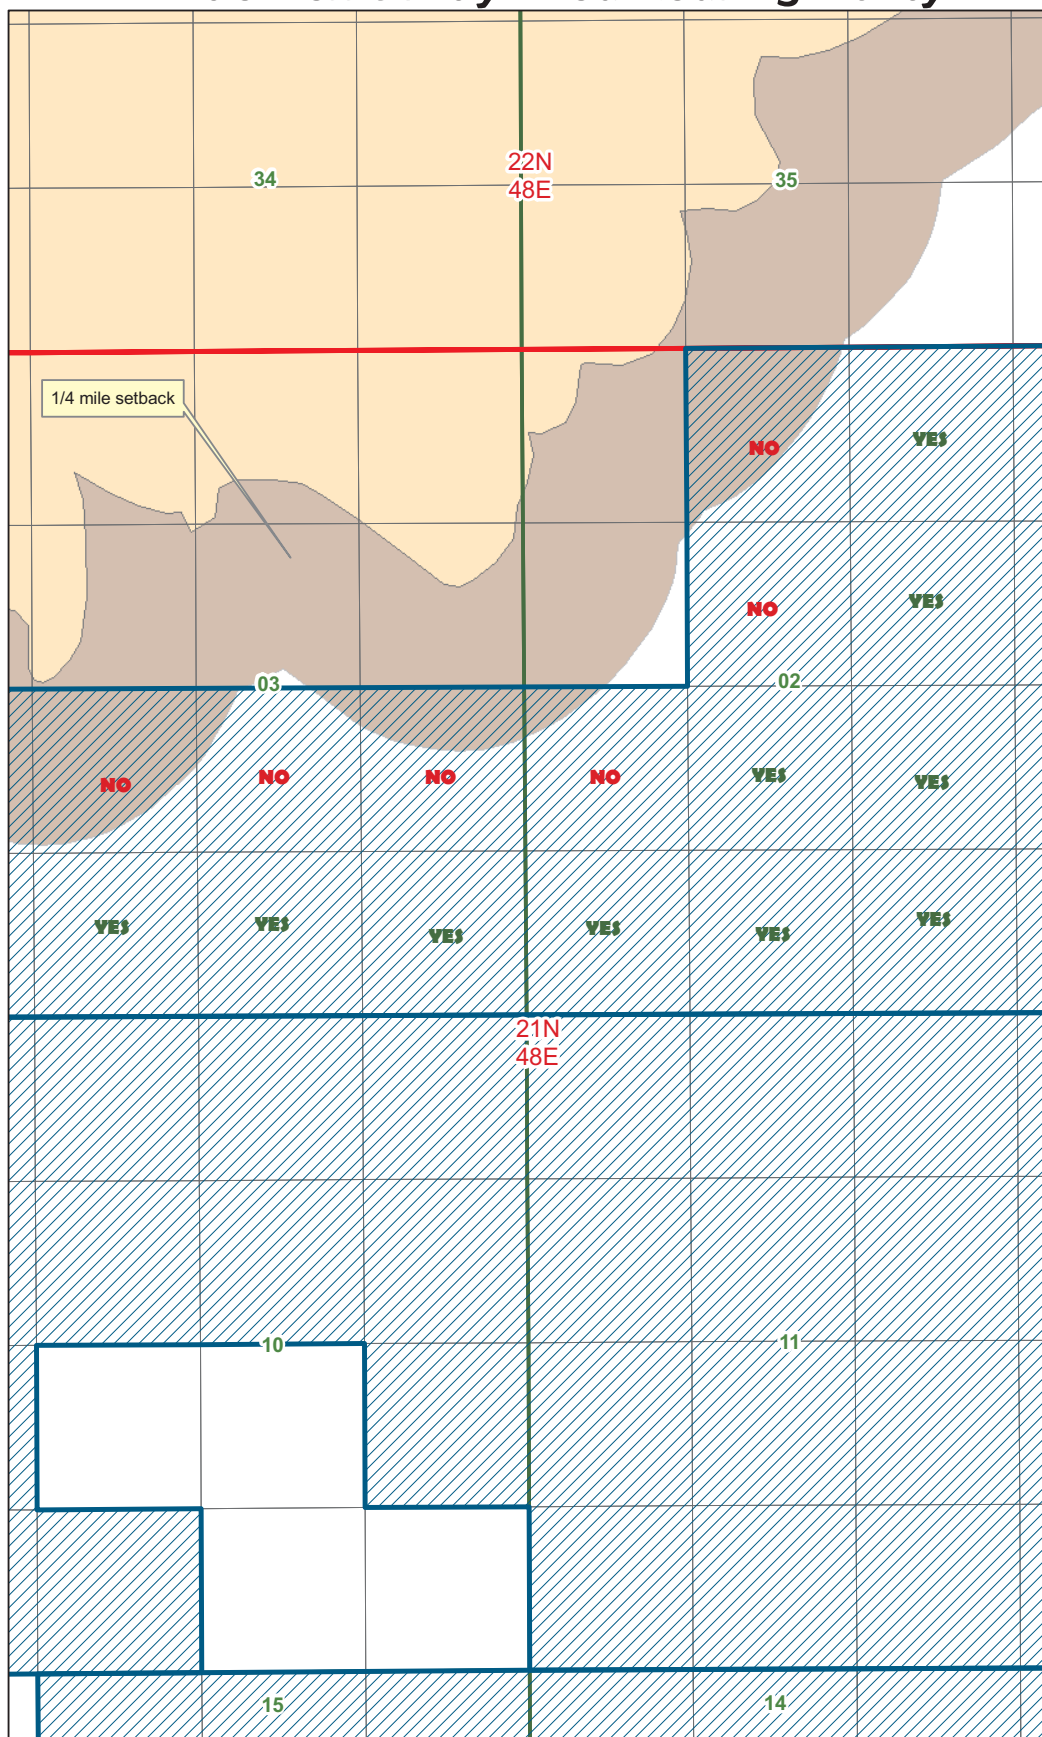 22N
34
35
48E
1/4 mile setback
YES
NO
YES
NO
02
03
YES
NO
NO
NO
YES
NO
YES
YES
YES
YES
YES
YES
21N
48E
11
10
14
15